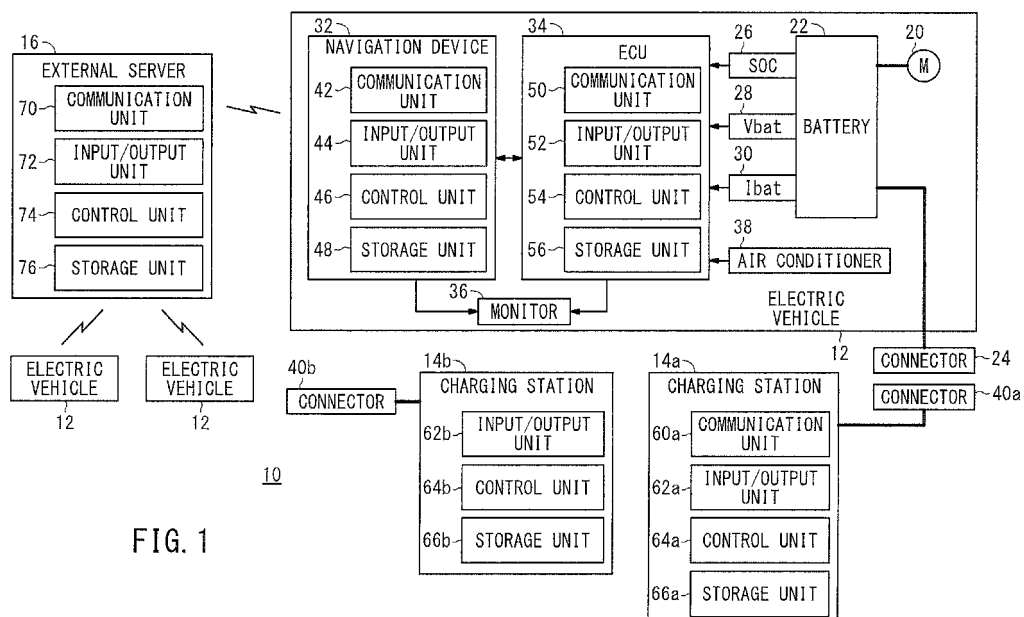 16
EXTERNAL SERVER
70
COMMUNICATION
UNIT
72
INPUT/OUTPUT
UNIT
74
CONTROL UNIT
76
STORAGE UNIT
ELECTRIC
VEHICLE
12
ELECTRIC
VEHICLE
12
32
NAVIGATION DEVICE
42
COMMUNICATION
UNIT
44
INPUT/OUTPUT
UNIT
46
CONTROL UNIT
48
STORAGE UNIT
34
ECU
50
COMMUNICATION
UNIT
52
INPUT/OUTPUT
UNIT
54
CONTROL UNIT
56
STORAGE UNIT
36
MONITOR
26
SOC
28
Vbat
30
Ibat
38
AIR CONDITIONER
22
BATTERY
20
M
ELECTRIC
VEHICLE
12
CONNECTOR
24
CONNECTOR
40a
40b
CONNECTOR
14b
CHARGING STATION
62b
INPUT/OUTPUT
UNIT
64b
CONTROL UNIT
66b
STORAGE UNIT
14a
CHARGING STATION
60a
COMMUNICATION
UNIT
62a
INPUT/OUTPUT
UNIT
64a
CONTROL UNIT
66a
STORAGE UNIT
10
FIG. 1